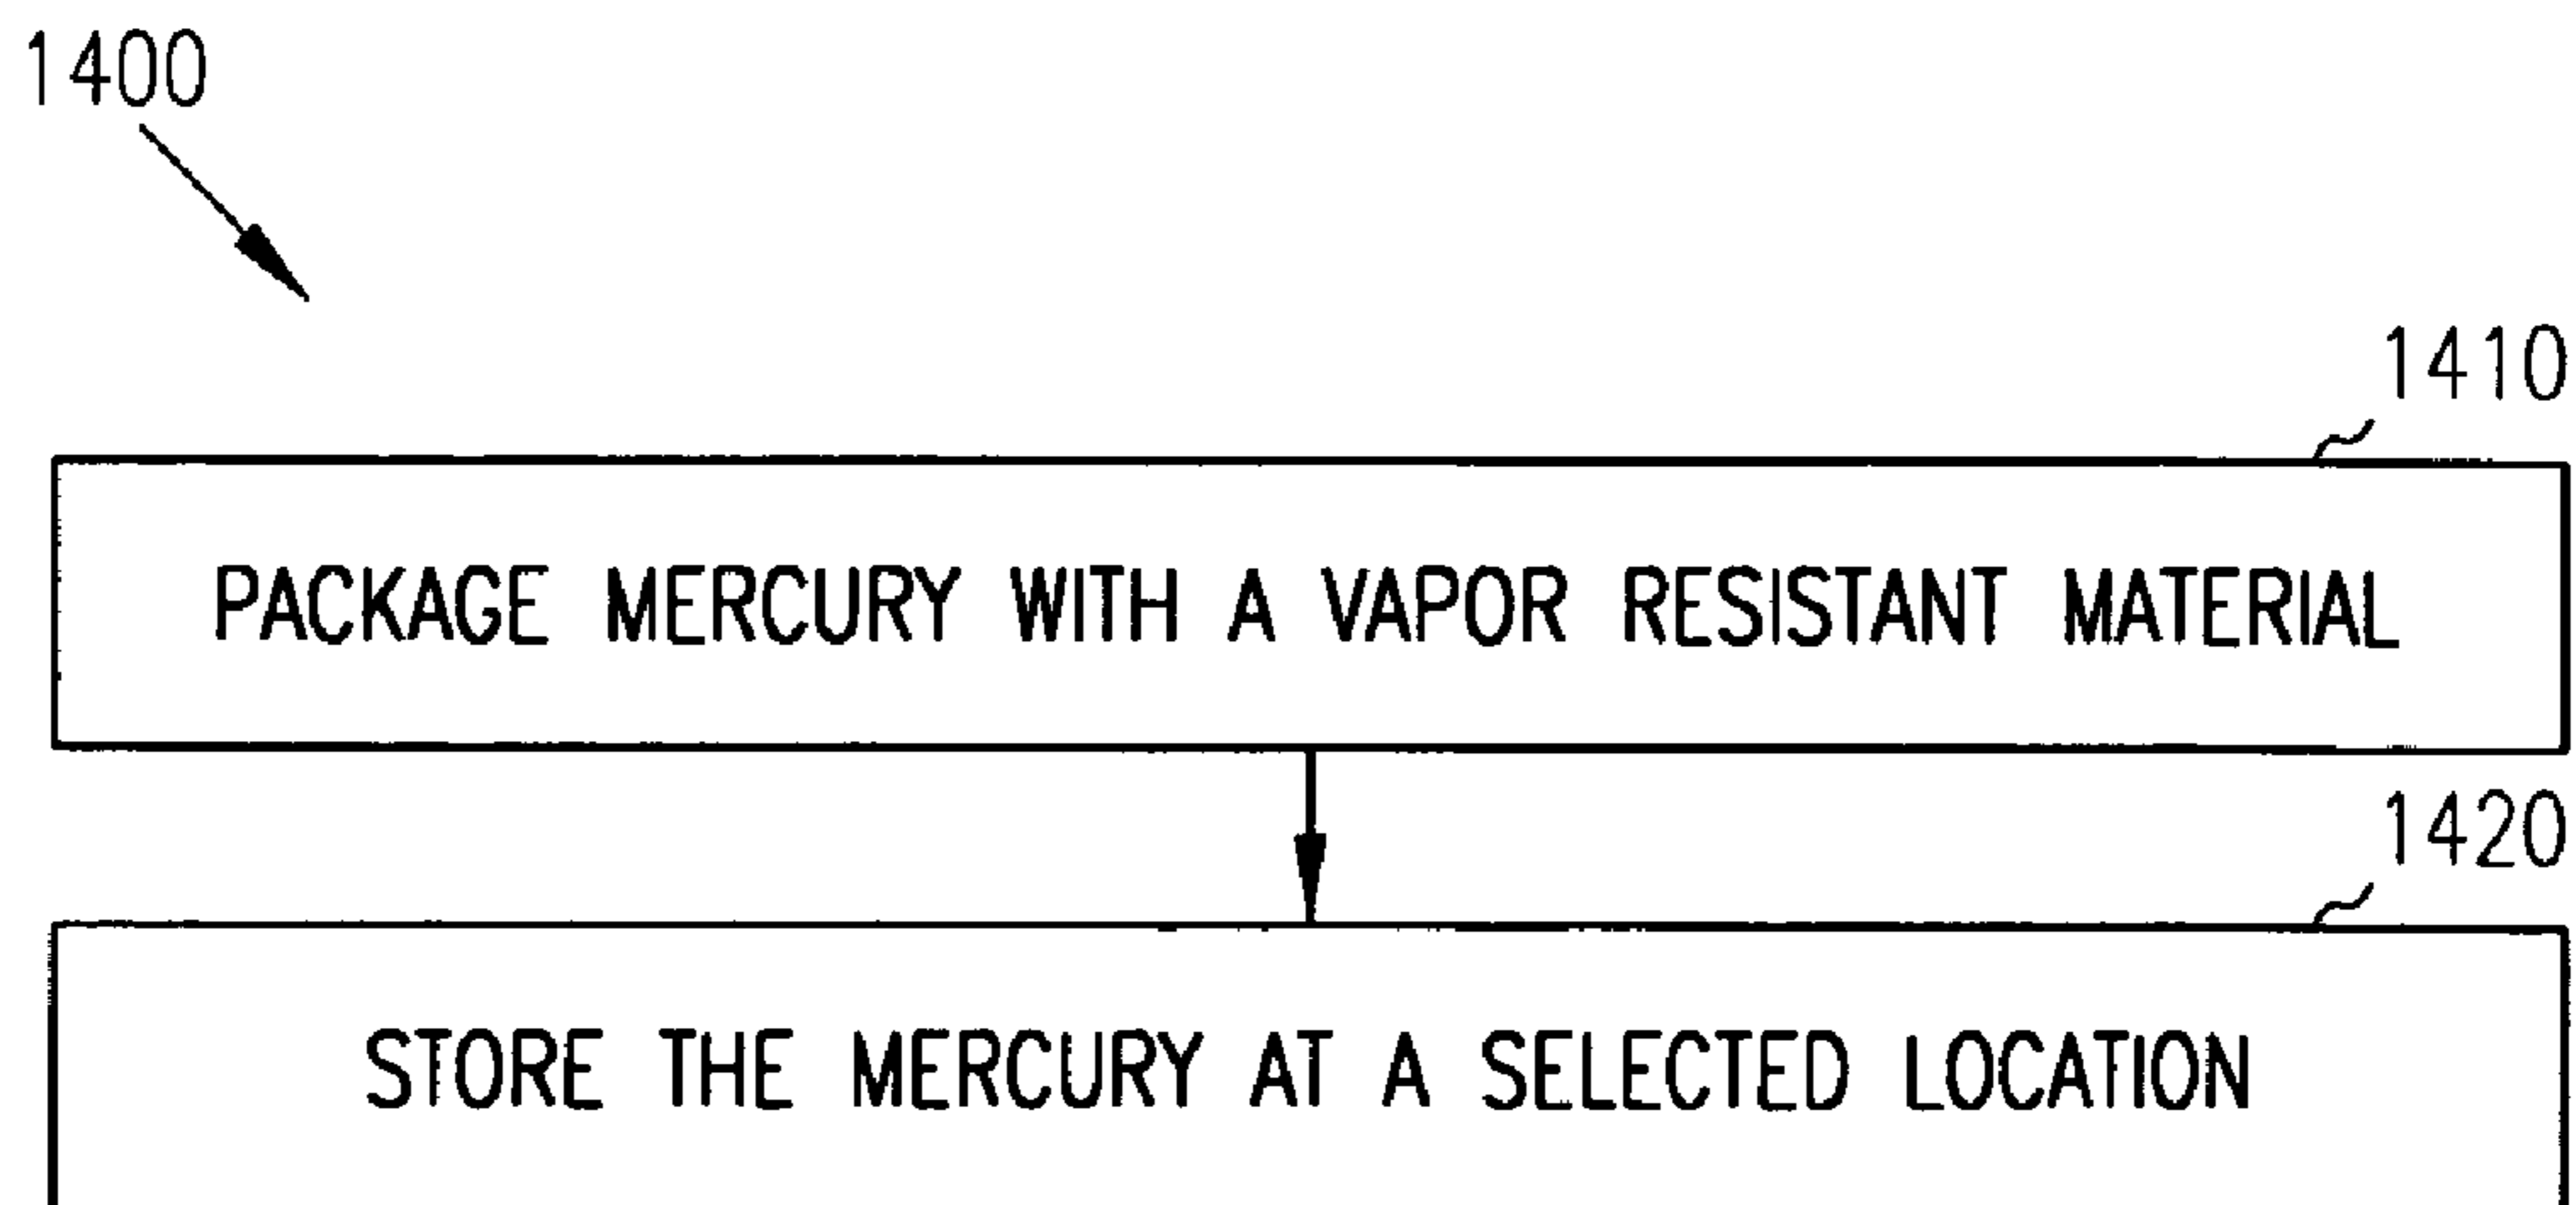 1400
1410
PACKAGE MERCURY WITH A VAPOR RESISTANT MATERIAL
1420
STORE THE MERCURY AT A SELECTED LOCATION